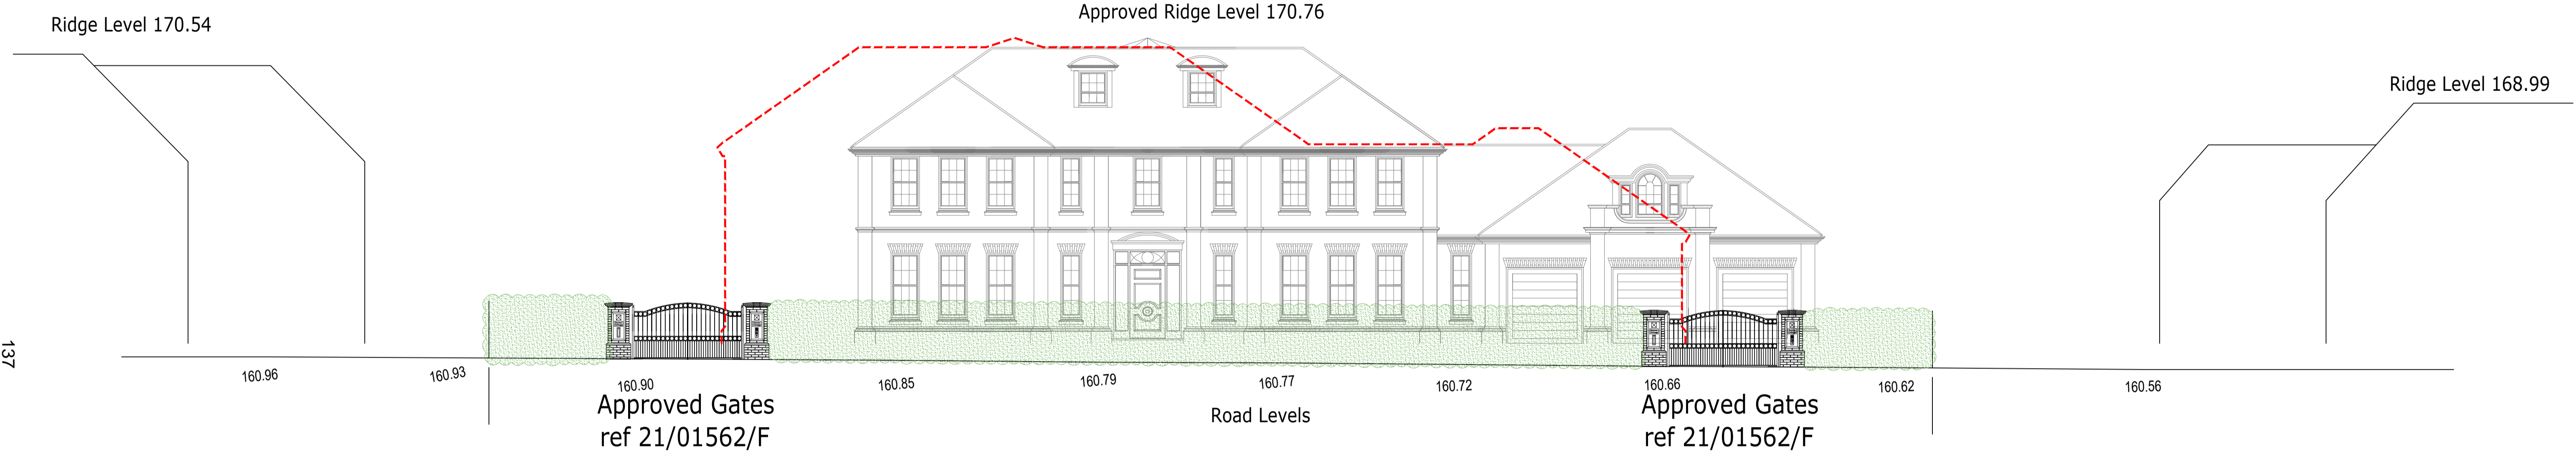 Approved Ridge Level 170.76
Ridge Level 170.54
Ridge Level 168.99
137
160.96
160.93
160.90
160.85
160.79
160.77
160.72
160.66
160.62
160.56
Approved Gates
ref 21/01562/F
Road Levels
Approved Gates
ref 21/01562/F